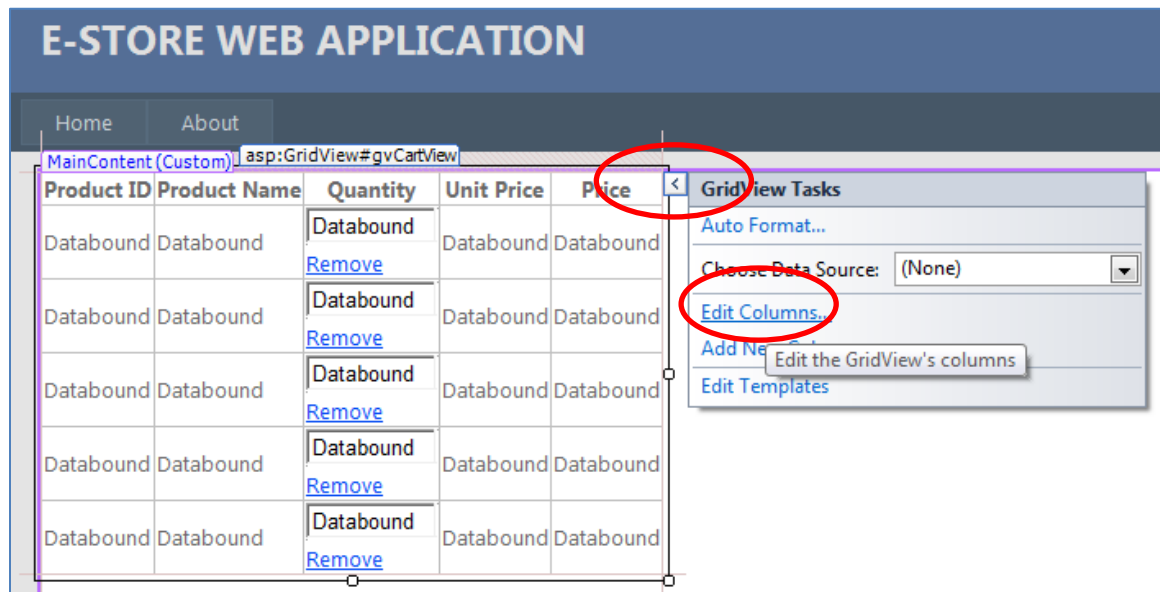 E-STORE WEB APPLICATION
Home About
MainContent (Custom) asp:GridView#gvCartView
Product ID Product Name Quantity Unit Price Price < GridView Tasks
Auto Format...
Databound Databound Databound Databound Databound
Remove
Choose Data Source: (None)
Edit Columns...
Databound Databound Databound Databound Databound
Remove
Add New
Edit the GridView's columns
Edit Templates
Databound Databound Databound Databound Databound
Remove
Databound Databound Databound Databound Databound
Remove
Databound Databound Databound Databound Databound
Remove